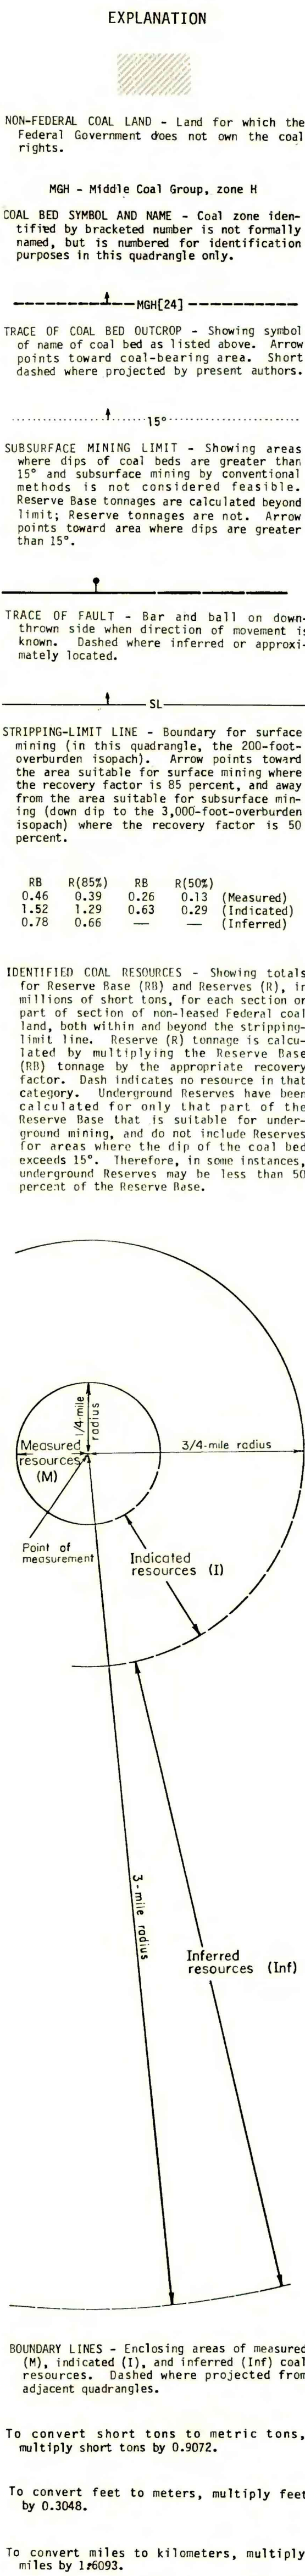 EXPLANATION
NON-FEDERAL COAL LAND - Land for which the
Federal Government does not own the coal
rights.
MGH - Middle Coal Group, zone H
COAL BED SYMBOL AND NAME - Coal zone iden-
tified by bracketed number is not formally
named, but is numbered for identification
purposes in this quadrangle only.
MGH[24]
TRACE OF COAL BED OUTCROP - Showing symbol
of name of coal bed as listed above. Arrow
points toward coal-bearing area. Short
dashed where projected by present authors.
15°
SUBSURFACE MINING LIMIT - Showing areas
where dips of coal beds are greater than
15° and subsurface mining by conventional
methods is not considered feasible.
Reserve Base tonnages are calculated beyond
limit; Reserve tonnages are not. Arrow
points toward area where dips are greater
than 15°.
TRACE OF FAULT - Bar and ball on down-
thrown side when direction of movement is
known. Dashed where inferred or approxi-
mately located.
SL
STRIPPING-LIMIT LINE - Boundary for surface
mining (in this quadrangle, the 200-foot-
overburden isopach). Arrow points toward
the area suitable for surface mining where
the recovery factor is 85 percent, and away
from the area suitable for subsurface min-
ing (down dip to the 3,000-foot-overburden
isopach) where the recovery factor is 50
percent.
RB R(85%) RB R(50%)
0.46 0.39 0.26 0.13 (Measured)
1.52 1.29 0.63 0.29 (Indicated)
0.78 0.66 — — (Inferred)
IDENTIFIED COAL RESOURCES - Showing totals
for Reserve Base (RB) and Reserves (R), in
millions of short tons, for each section or
part of section of non-leased Federal coal
land, both within and beyond the stripping-
limit line. Reserve (R) tonnage is calcu-
lated by multiplying the Reserve Base
(RB) tonnage by the appropriate recovery
factor. Dash indicates no resource in that
category. Underground Reserves have been
calculated for only that part of the
Reserve Base that is suitable for under-
ground mining, and do not include Reserves
for areas where the dip of the coal bed
exceeds 15°. Therefore, in some instances,
underground Reserves may be less than 50
percent of the Reserve Base.
1/4-mile
radius
Measured
resources
(M)
3/4-mile radius
Point of
measurement
Indicated
resources (I)
3-mile radius
Inferred
resources (Inf)
BOUNDARY LINES - Enclosing areas of measured
(M), indicated (I), and inferred (Inf) coal
resources. Dashed where projected from
adjacent quadrangles.
To convert short tons to metric tons,
multiply short tons by 0.9072.
To convert feet to meters, multiply feet
by 0.3048.
To convert miles to kilometers, multiply
miles by 1.6093.